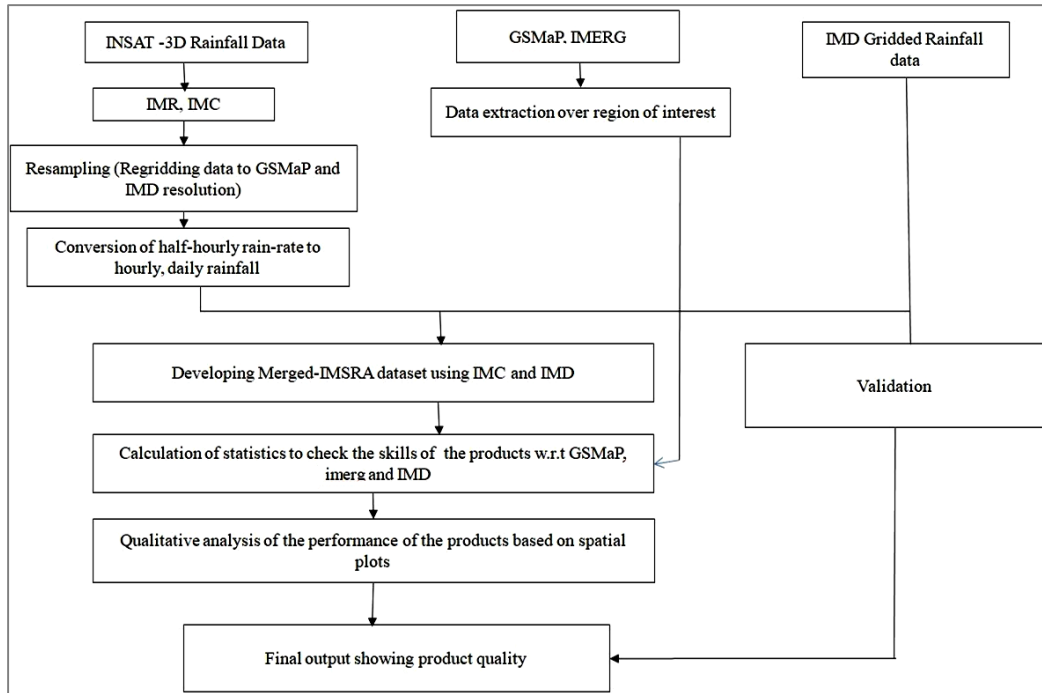 INSAT -3D Rainfall Data
GSMaP, IMERG
IMD Gridded Rainfall
data
IMR, IMC
Data extraction over region of interest
Resampling (Regridding data to GSMaP and
IMD resolution)
Conversion of half-hourly rain-rate to
hourly, daily rainfall
Developing Merged-IMSRA dataset using IMC and IMD
Validation
Calculation of statistics to check the skills of the products w.r.t GSMaP,
imerg and IMD
Qualitative analysis of the performance of the products based on spatial
plots
Final output showing product quality